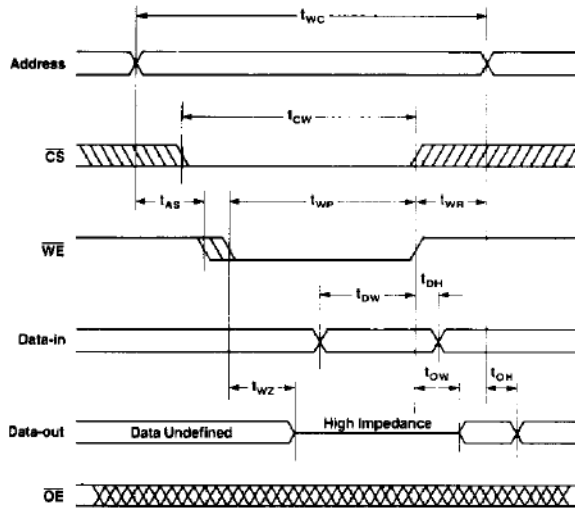 tWC
Address
tCW
CS
tAS
tWP
tWR
WE
tDW
tDH
Data-in
tWZ
tOW
tOH
Data-out
Data Undefined
High Impedance
OE